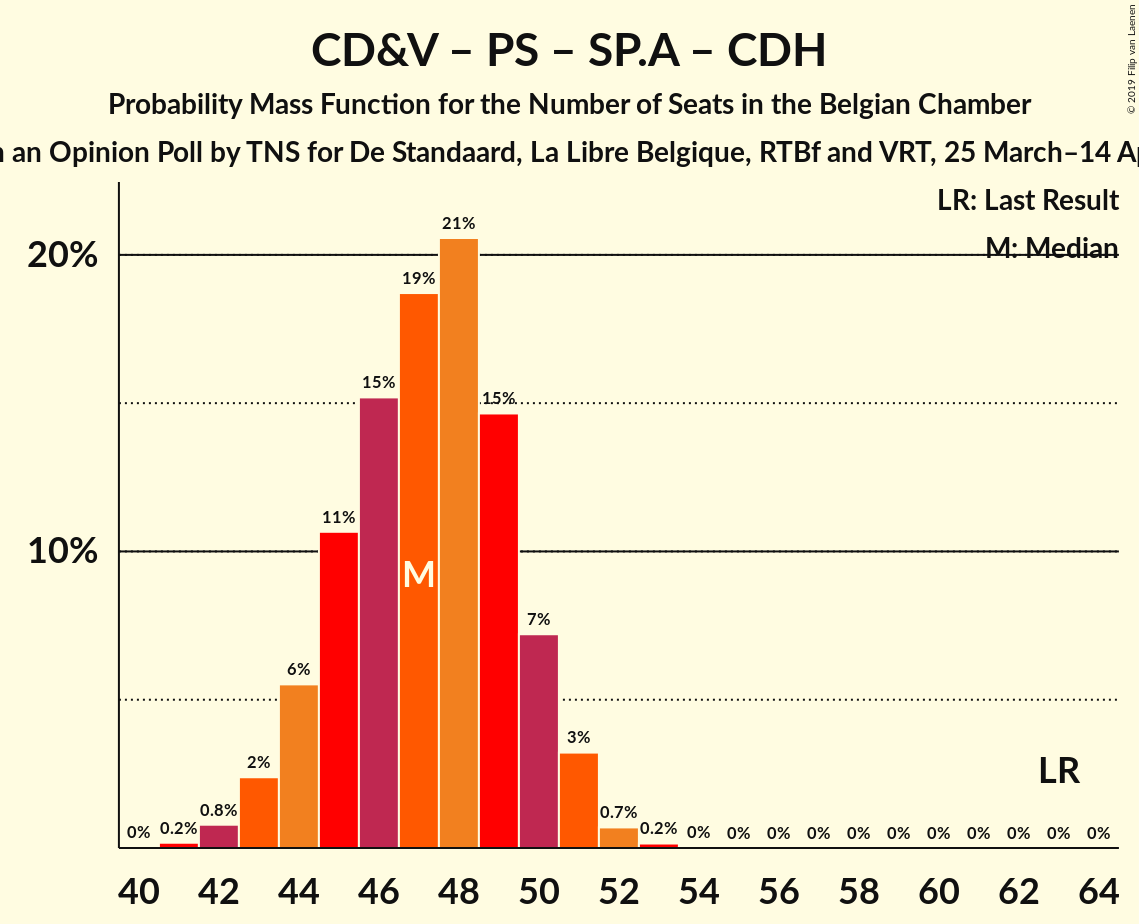 CD&V – PS – SP.A – CDH
Probability Mass Function for the Number of Seats in the Belgian Chamber
an Opinion Poll by TNS for De Standaard, La Libre Belgique, RTBf and VRT, 25 March–14
© 2019 Filip van Laenen
LR: Last Result
M: Median
20%
10%
0% 0.2% 0.8% 2% 6% 11% 15% 19% 21% 15% 7% 3% 0.7% 0.2% 0% 0% 0% 0% 0% 0% 0% 0% 0% 0% 0%
M
LR
40 42 44 46 48 50 52 54 56 58 60 62 64